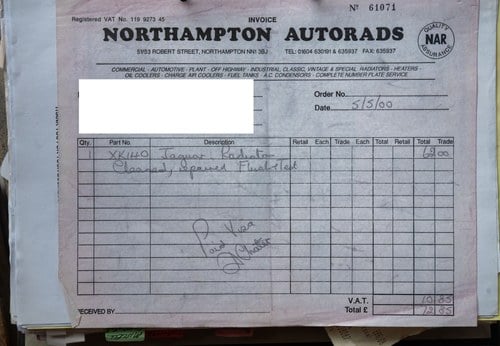 Registered VAT No. 119 9273 45
INVOICE
Nº 61071
NORTHAMPTON AUTORADS
51/53 ROBERT STREET, NORTHAMPTON NN1 3BJ
TEL: 01604 630191 & 635937 FAX: 635937
QUALITY NAR ASSURANCE
COMMERCIAL - AUTOMOTIVE - PLANT - OFF HIGHWAY - INDUSTRIAL, CLASSIC, VINTAGE & SPECIAL RADIATORS - HEATERS
OIL COOLERS - CHARGE AIR COOLERS - FUEL TANKS - A.C. CONDENSORS - COMPLETE NUMBER PLATE SERVICE
Order No.
Date 5/5/00
Qty. Part No. Description Retail Each Trade Each Total Retail Total Trade
1 XK140 Jaguar Radiator 62 00
Cleaned, repaired Flushed
Paid Visa
V.A.T. 10 85
Total £ 72 85
RECEIVED BY